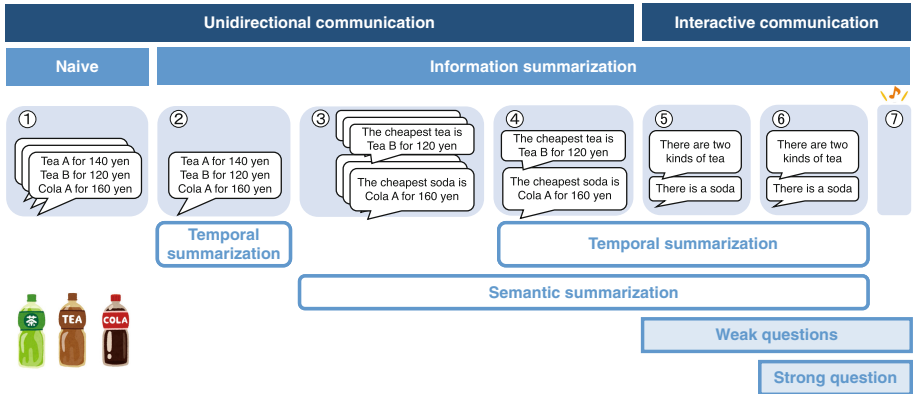 Unidirectional communication
Interactive communication
Naive
Information summarization
①
Tea A for 140 yen
Tea B for 120 yen
Cola A for 160 yen
②
Tea A for 140 yen
Tea B for 120 yen
Cola A for 160 yen
③
The cheapest tea is
Tea B for 120 yen
The cheapest soda is
Cola A for 160 yen
④
The cheapest tea is
Tea B for 120 yen
The cheapest soda is
Cola A for 160 yen
⑤
There are two
kinds of tea
There is a soda
⑥
There are two
kinds of tea
There is a soda
⑦
Temporal
summarization
Temporal summarization
Semantic summarization
Weak questions
Strong question
茶
TEA
COLA